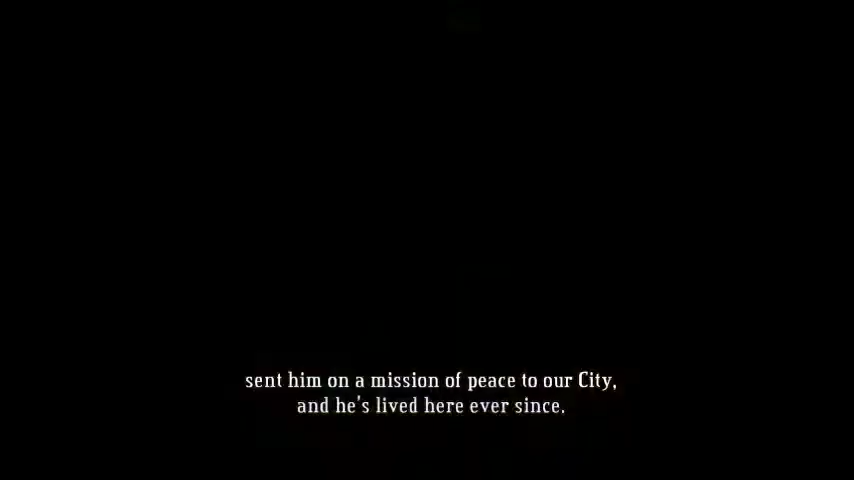 sent him on a mission of peace to our City,
and he's lived here ever since.